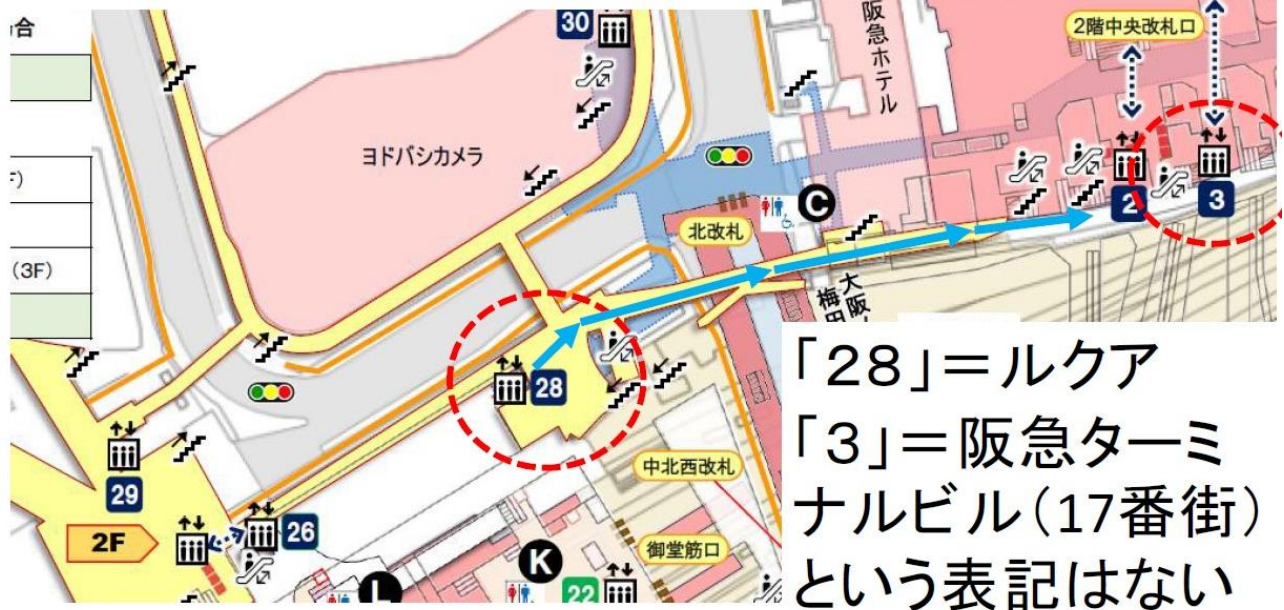 合
30
阪急ホテル
2階中央改札口
ヨドバシカメラ
F)
C
北改札
2
3
(3F)
大阪
梅田
28
29
中北西改札
2F
26
K
御堂筋口
L
22
「28」=ルクア
「3」=阪急ターミ
ナルビル(17番街)
という表記はない